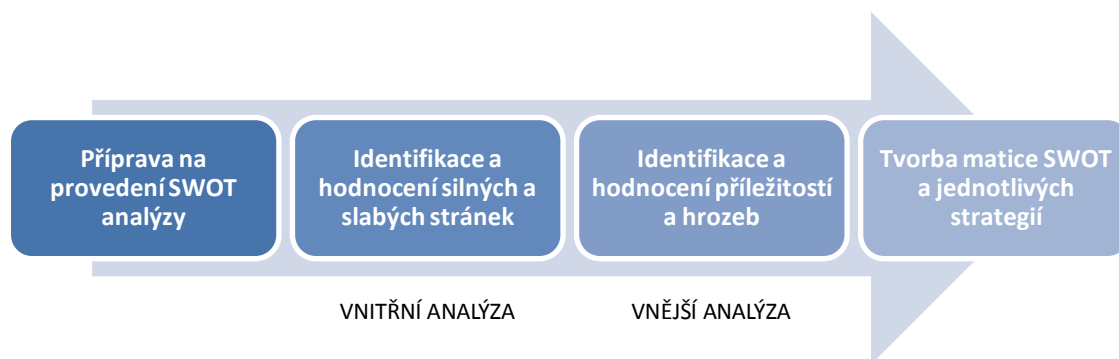 Příprava na
provedení SWOT
analýzy
Identifikace a
hodnocení silných a
slabých stránek
Identifikace a
hodnocení příležitostí
a hrozeb
Tvorba matice SWOT
a jednotlivých
strategií
VNITŘNÍ ANALÝZA
VNĚJŠÍ ANALÝZA